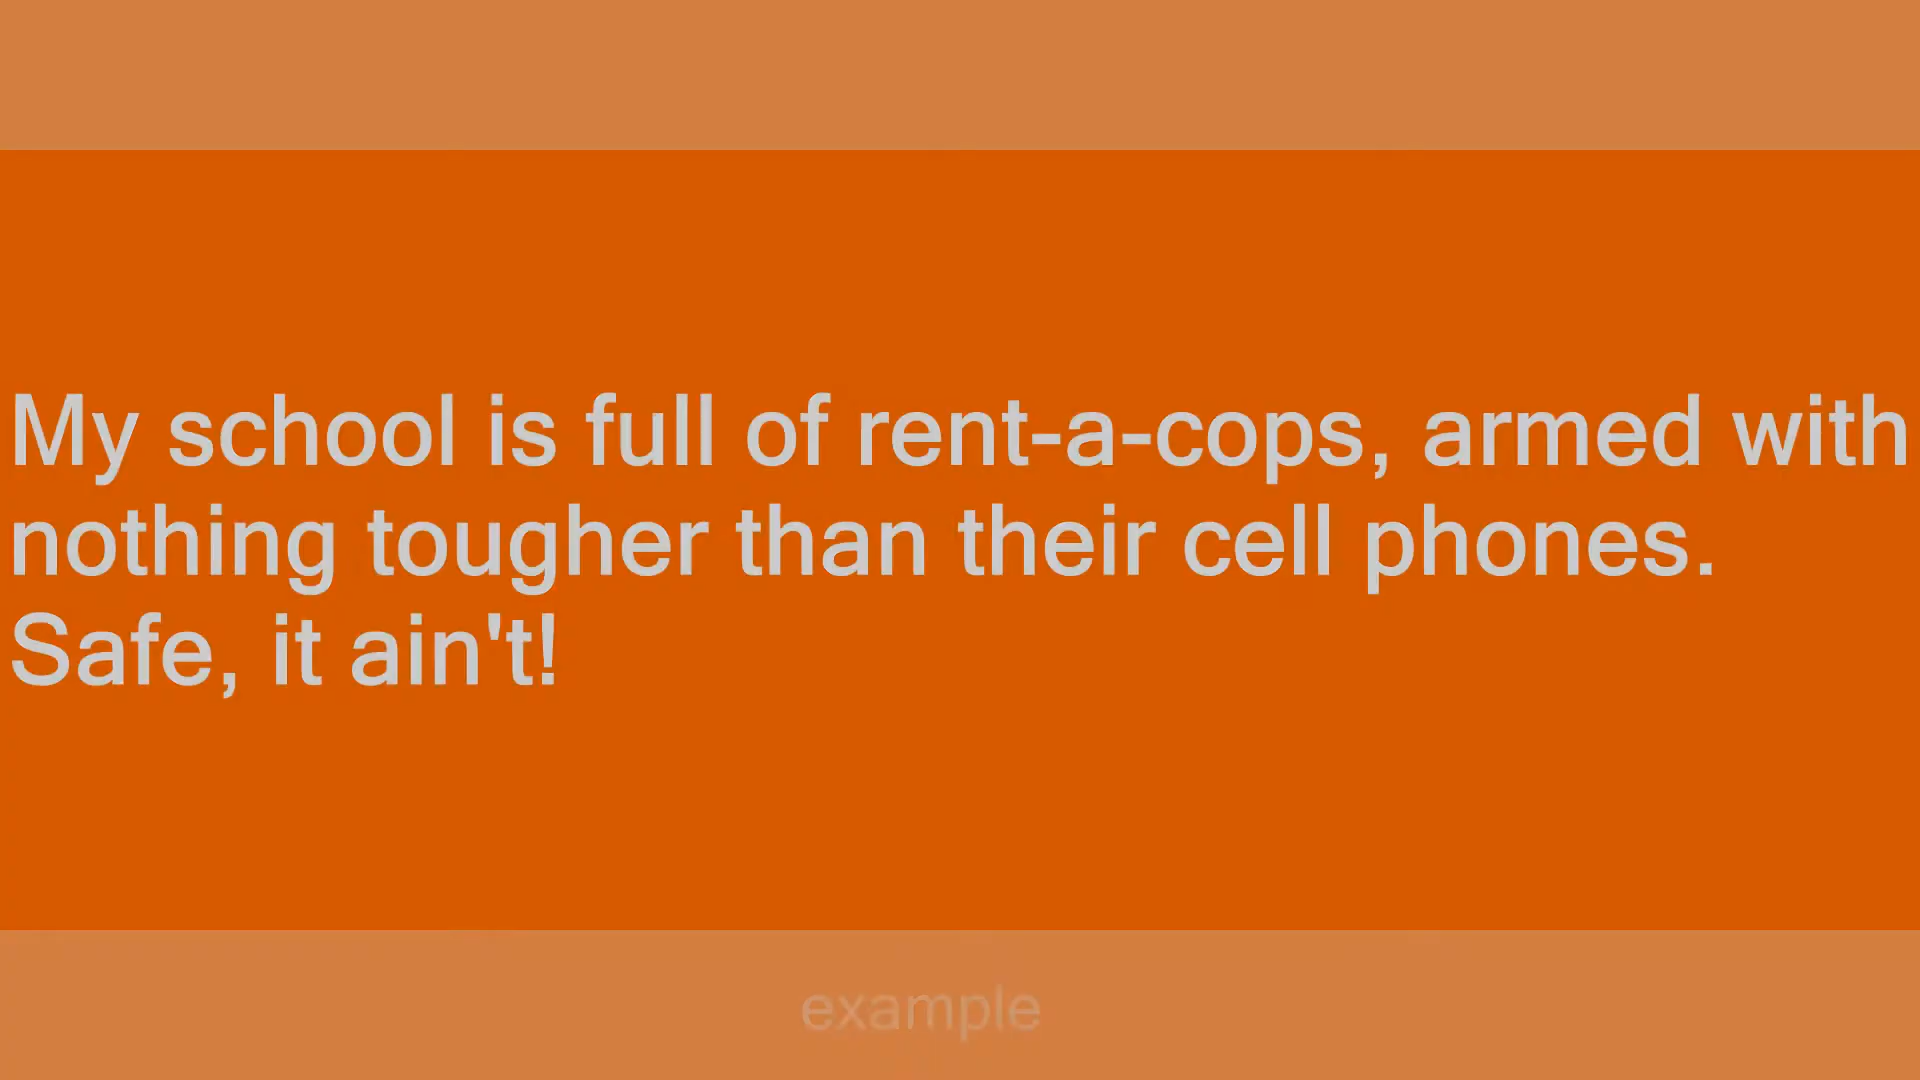 My school is full of rent-a-cops, armed with
nothing tougher than their cell phones.
Safe, it ain't!
example